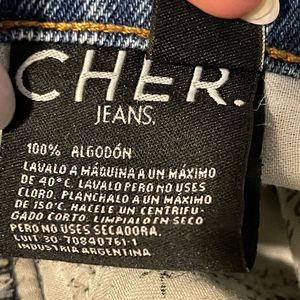 CHER.
JEANS.
100% ALGODÓN
LAVALO A MÁQUINA A UN MÁXIMO
DE 40°C. LAVALO PERO NO USES
CLORO. PLANCHALO A UN MÁXIMO
DE 150°C. HACELE UN CENTRIFU-
GADO CORTO. LIMPIALO EN SECO
PERO NO USES SECADORA.
CUIT 30-70840761-1
INDUSTRIA ARGENTINA